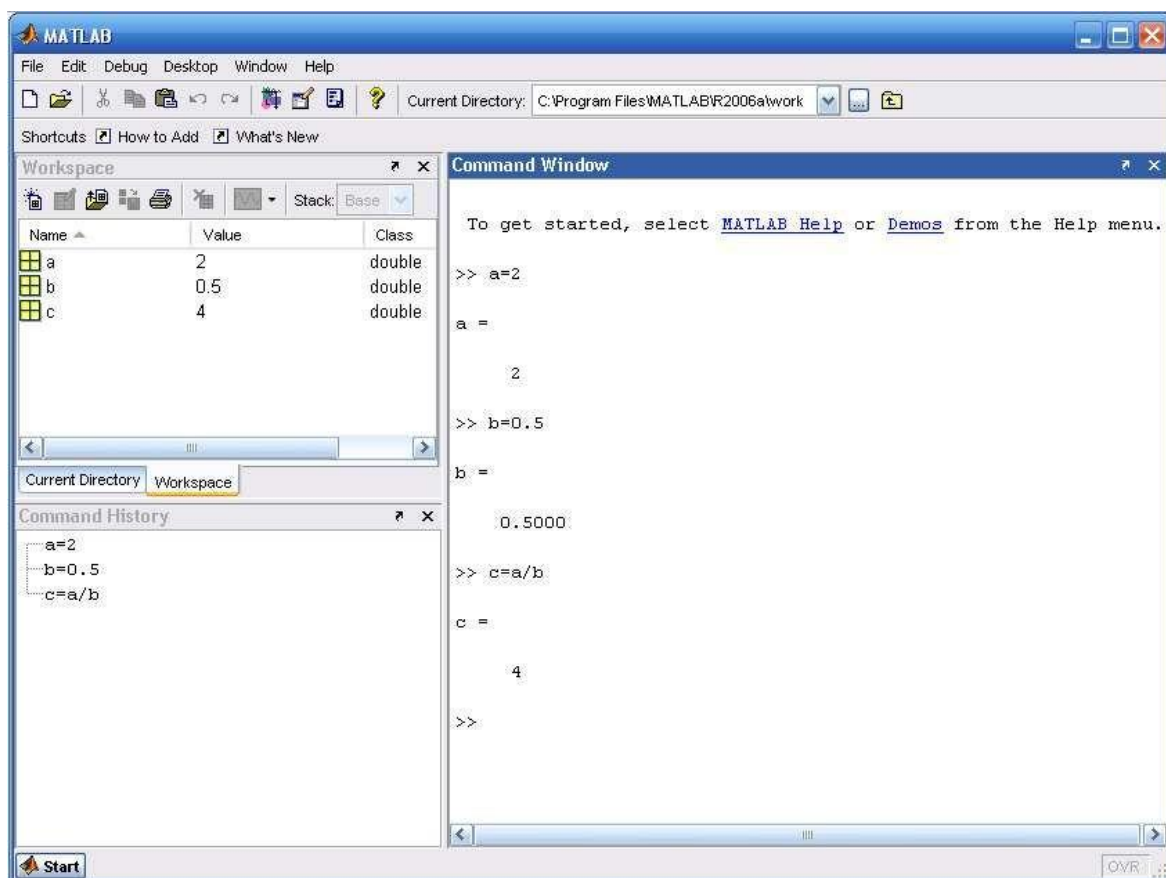 MATLAB
File Edit Debug Desktop Window Help
Current Directory: C:\Program Files\MATLAB\R2006a\work ...
Shortcuts How to Add What's New
Workspace
Stack: Base
Name Value Class
a 2 double
b 0.5 double
c 4 double
Current Directory Workspace
Command History
a=2
b=0.5
c=a/b
Command Window
To get started, select MATLAB Help or Demos from the Help menu.
>> a=2
a =
2
>> b=0.5
b =
0.5000
>> c=a/b
c =
4
>>
Start
OVR